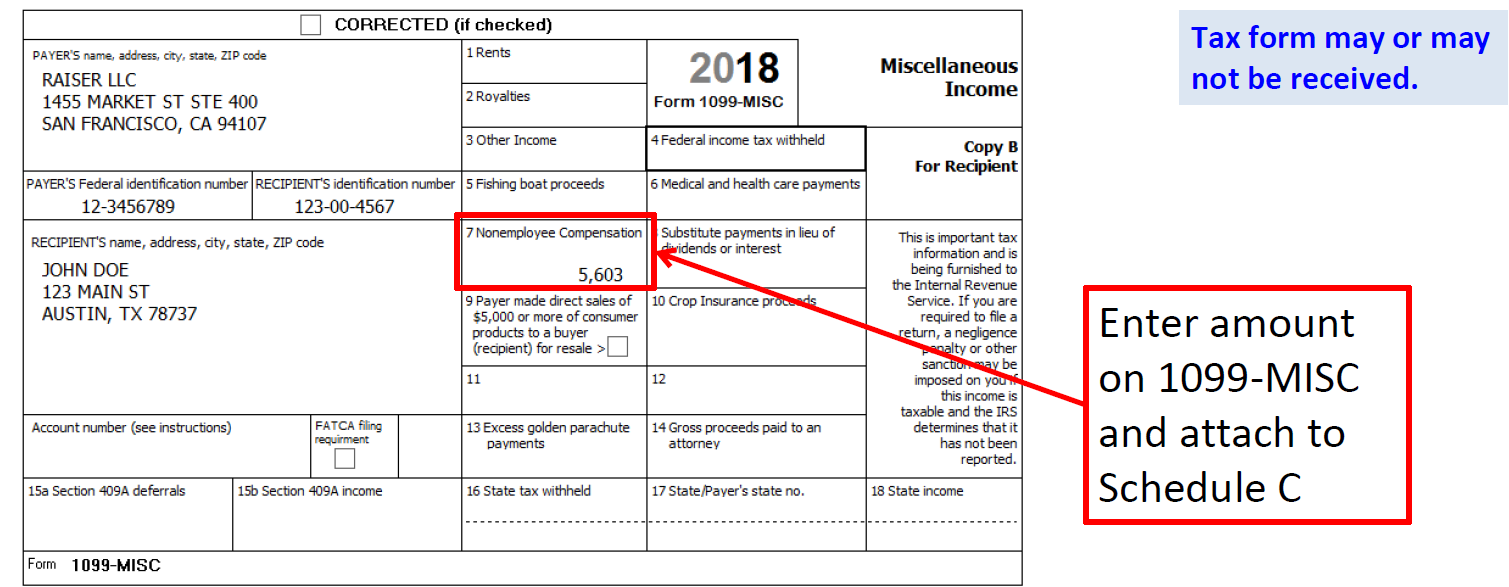 CORRECTED (if checked)
PAYER'S name, address, city, state, ZIP code
RAISER LLC
1455 MARKET ST STE 400
SAN FRANCISCO, CA 94107
1 Rents
2 Royalties
2018
Form 1099-MISC
Miscellaneous
Income
3 Other Income
4 Federal income tax withheld
Copy B
For Recipient
PAYER'S Federal identification number
12-3456789
RECIPIENT'S identification number
123-00-4567
5 Fishing boat proceeds
6 Medical and health care payments
RECIPIENT'S name, address, city, state, ZIP code
JOHN DOE
123 MAIN ST
AUSTIN, TX 78737
7 Nonemployee Compensation
5,603
Substitute payments in lieu of
dividends or interest
This is important tax
information and is
being furnished to
the Internal Revenue
Service. If you are
required to file a
return, a negligence
penalty or other
sanction may be
imposed on you if
this income is
taxable and the IRS
determines that it
has not been
reported.
9 Payer made direct sales of
$5,000 or more of consumer
products to a buyer
(recipient) for resale >
10 Crop Insurance proceeds
11
12
Account number (see instructions)
FATCA filing
requirment
13 Excess golden parachute
payments
14 Gross proceeds paid to an
attorney
15a Section 409A deferrals
15b Section 409A income
16 State tax withheld
17 State/Payer's state no.
18 State income
Form 1099-MISC
Tax form may or may
not be received.
Enter amount
on 1099-MISC
and attach to
Schedule C